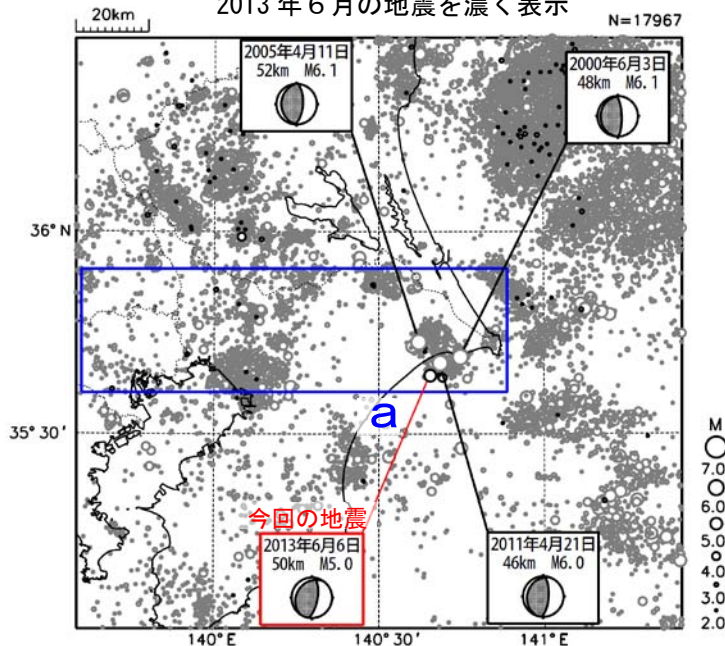 2013年６月の地震を濃く表示
20km
N=17967
2005年4月11日
52km M6.1
2000年6月3日
48km M6.1
36°N
a
35°30′
今回の地震
2013年6月6日
50km M5.0
2011年4月21日
46km M6.0
M
7.0
6.0
5.0
4.0
3.0
2.0
140°E
140°30′
141°E